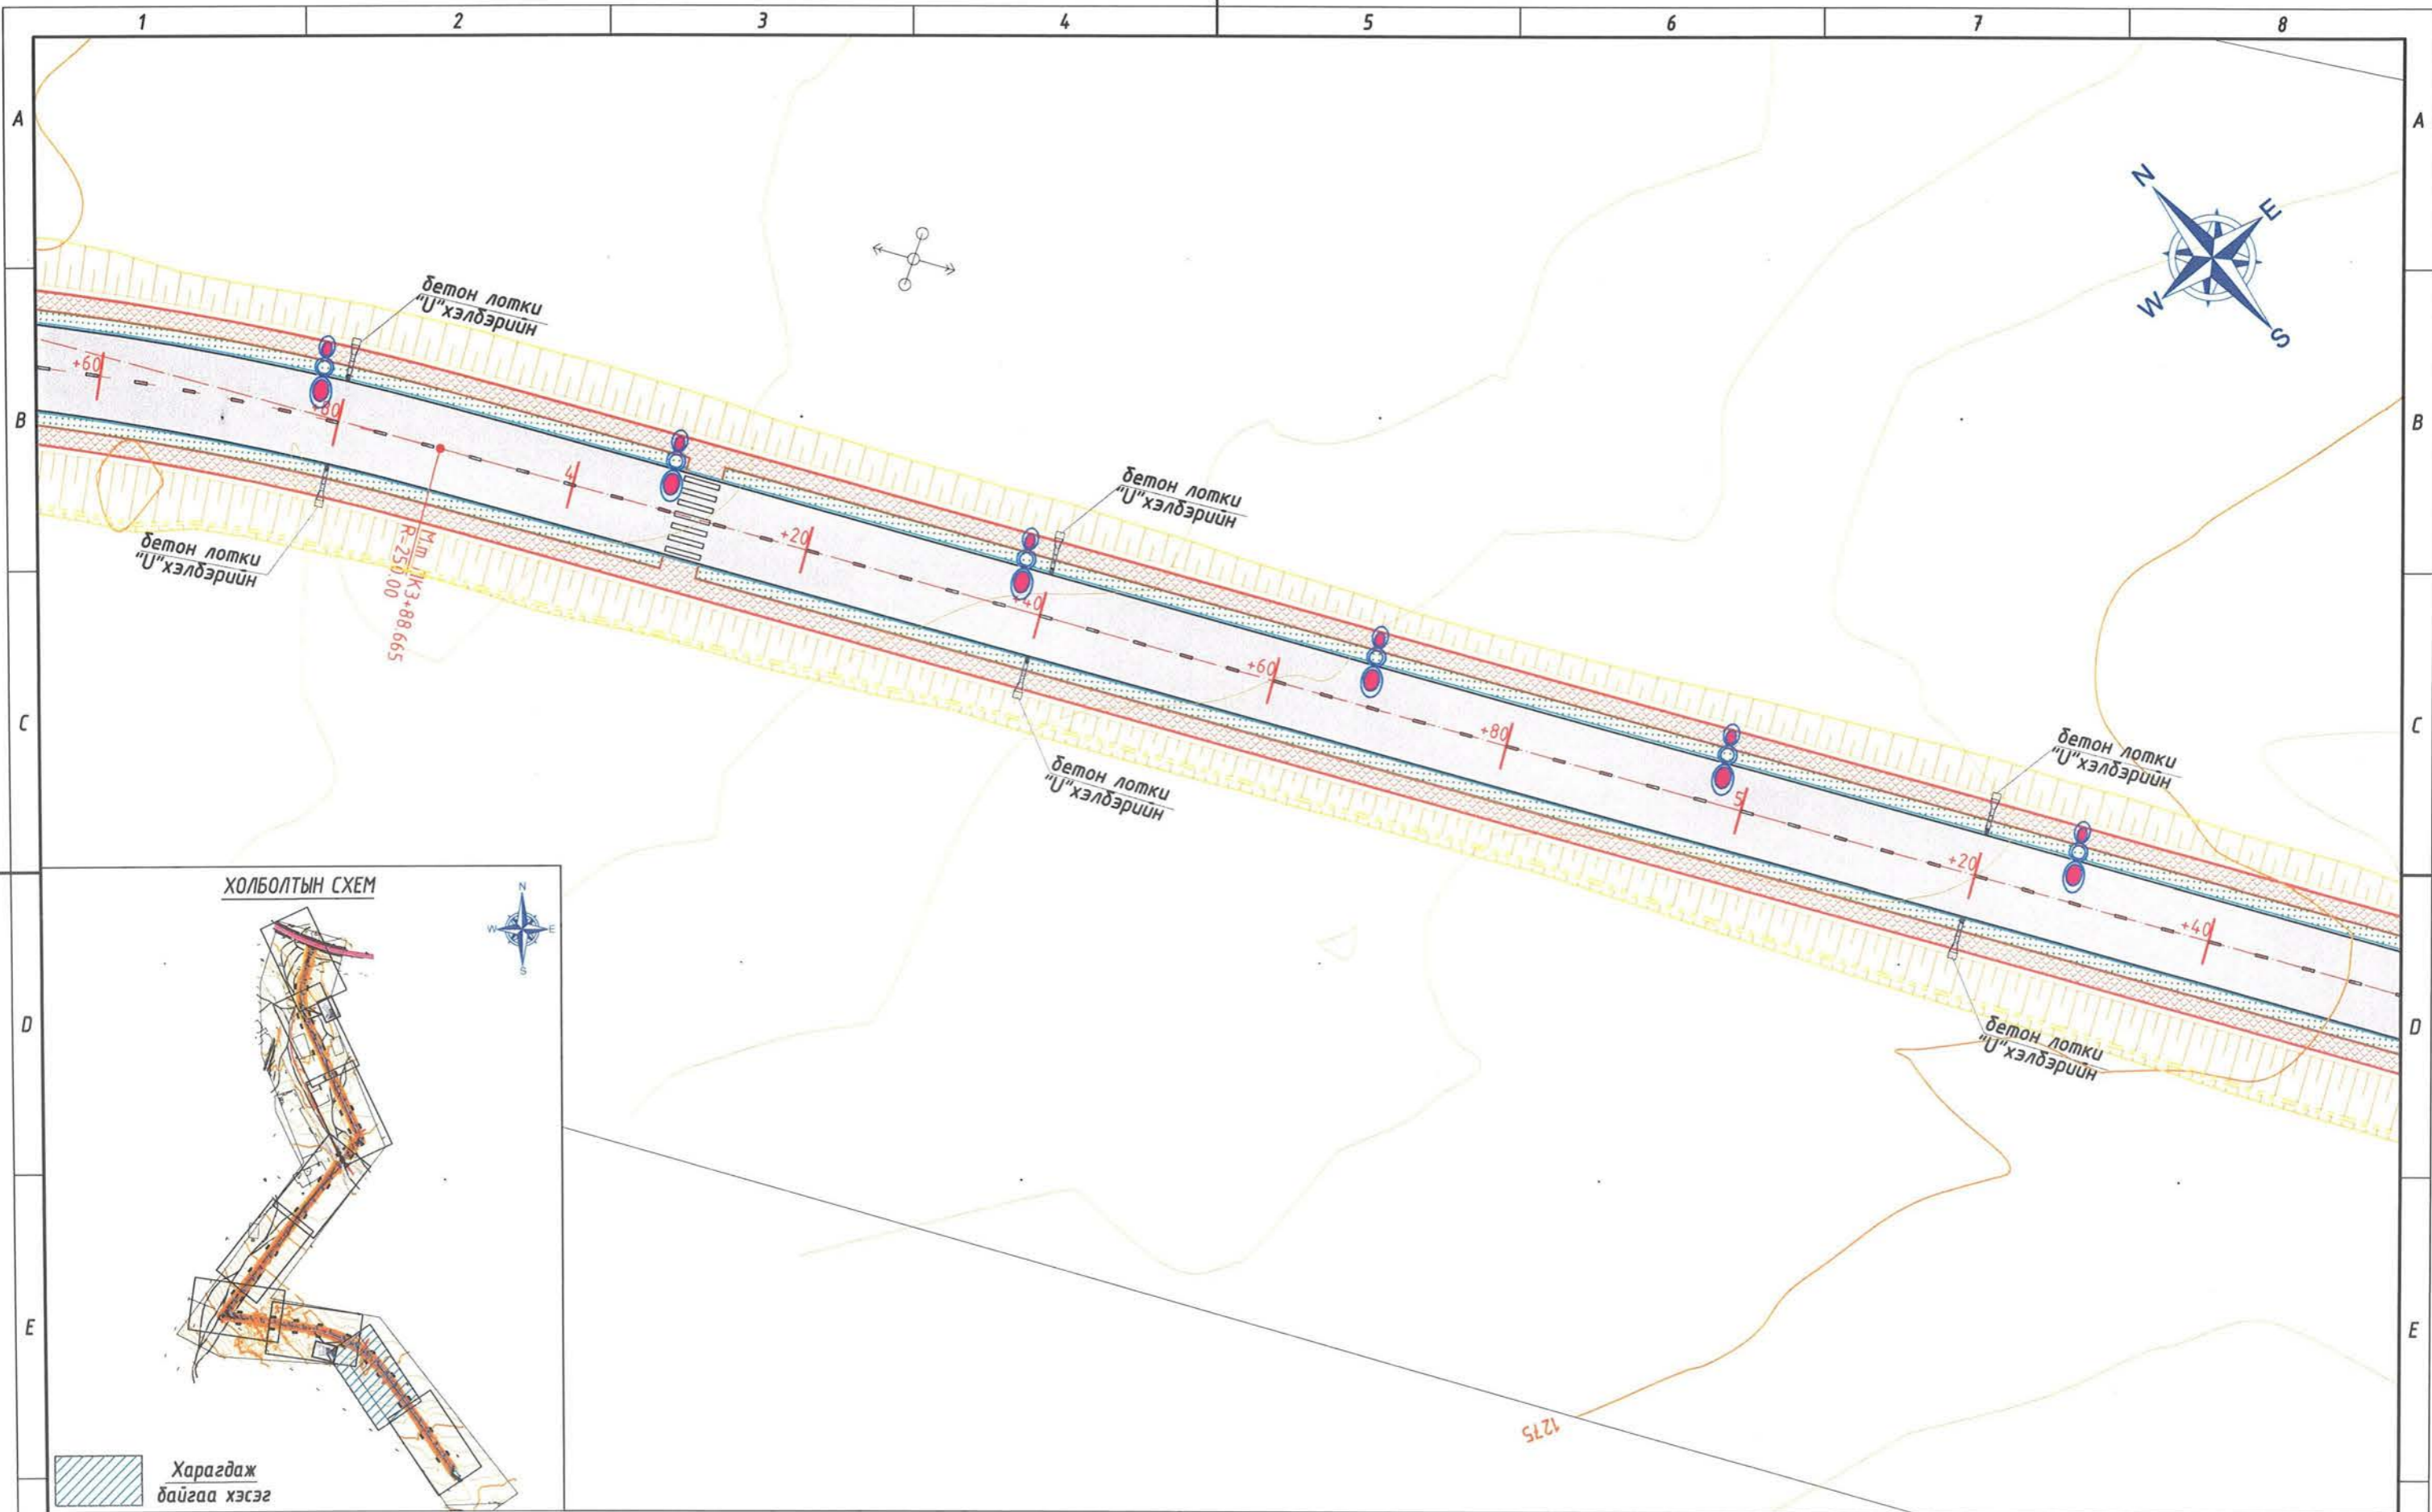 1 2 3 4 5 6 7 8
A A
N
E
W
S
бетон лотки
"U"хэлбэрийн
+60
+80
B B
4
бетон лотки
"U"хэлбэрийн
+20
бетон лотки
"U"хэлбэрийн
М.т ПК3+88.665
R=250.00
+40
+60
C C
+80
бетон лотки
"U"хэлбэрийн
бетон лотки
"U"хэлбэрийн
5
+20
ХОЛБОЛТЫН СХЕМ
N
W E
S
+40
D D
бетон лотки
"U"хэлбэрийн
E E
1275
Харагдаж
байгаа хэсэг